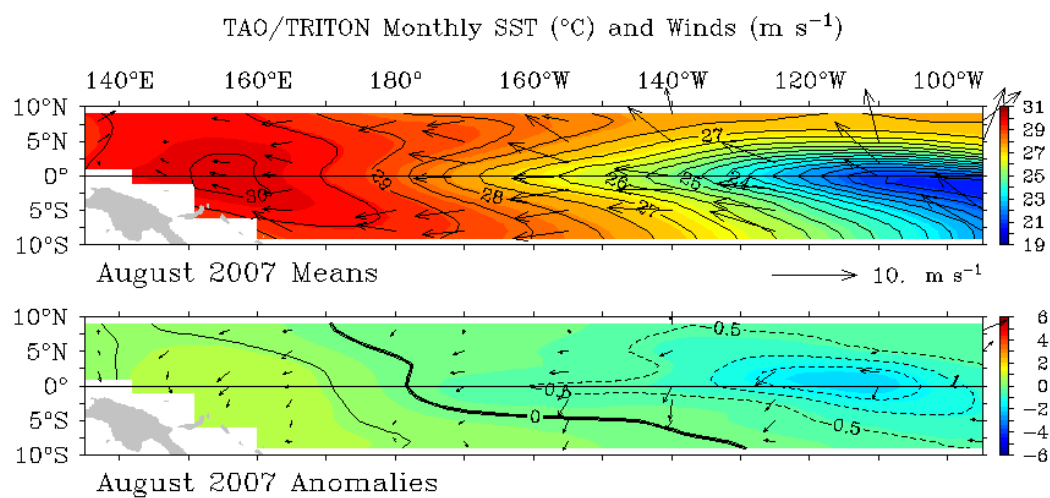 TAO/TRITON Monthly SST (°C) and Winds (m s⁻¹)
140°E 160°E 180° 160°W 140°W 120°W 100°W
10°N
5°N
0°
5°S
10°S
30
29
28
27
26
25
24
27
31
29
27
25
23
21
19
August 2007 Means
10. m s⁻¹
10°N
5°N
0°
5°S
10°S
0
-0.5
-0.5
-0.5
6
4
2
0
-2
-4
-6
August 2007 Anomalies